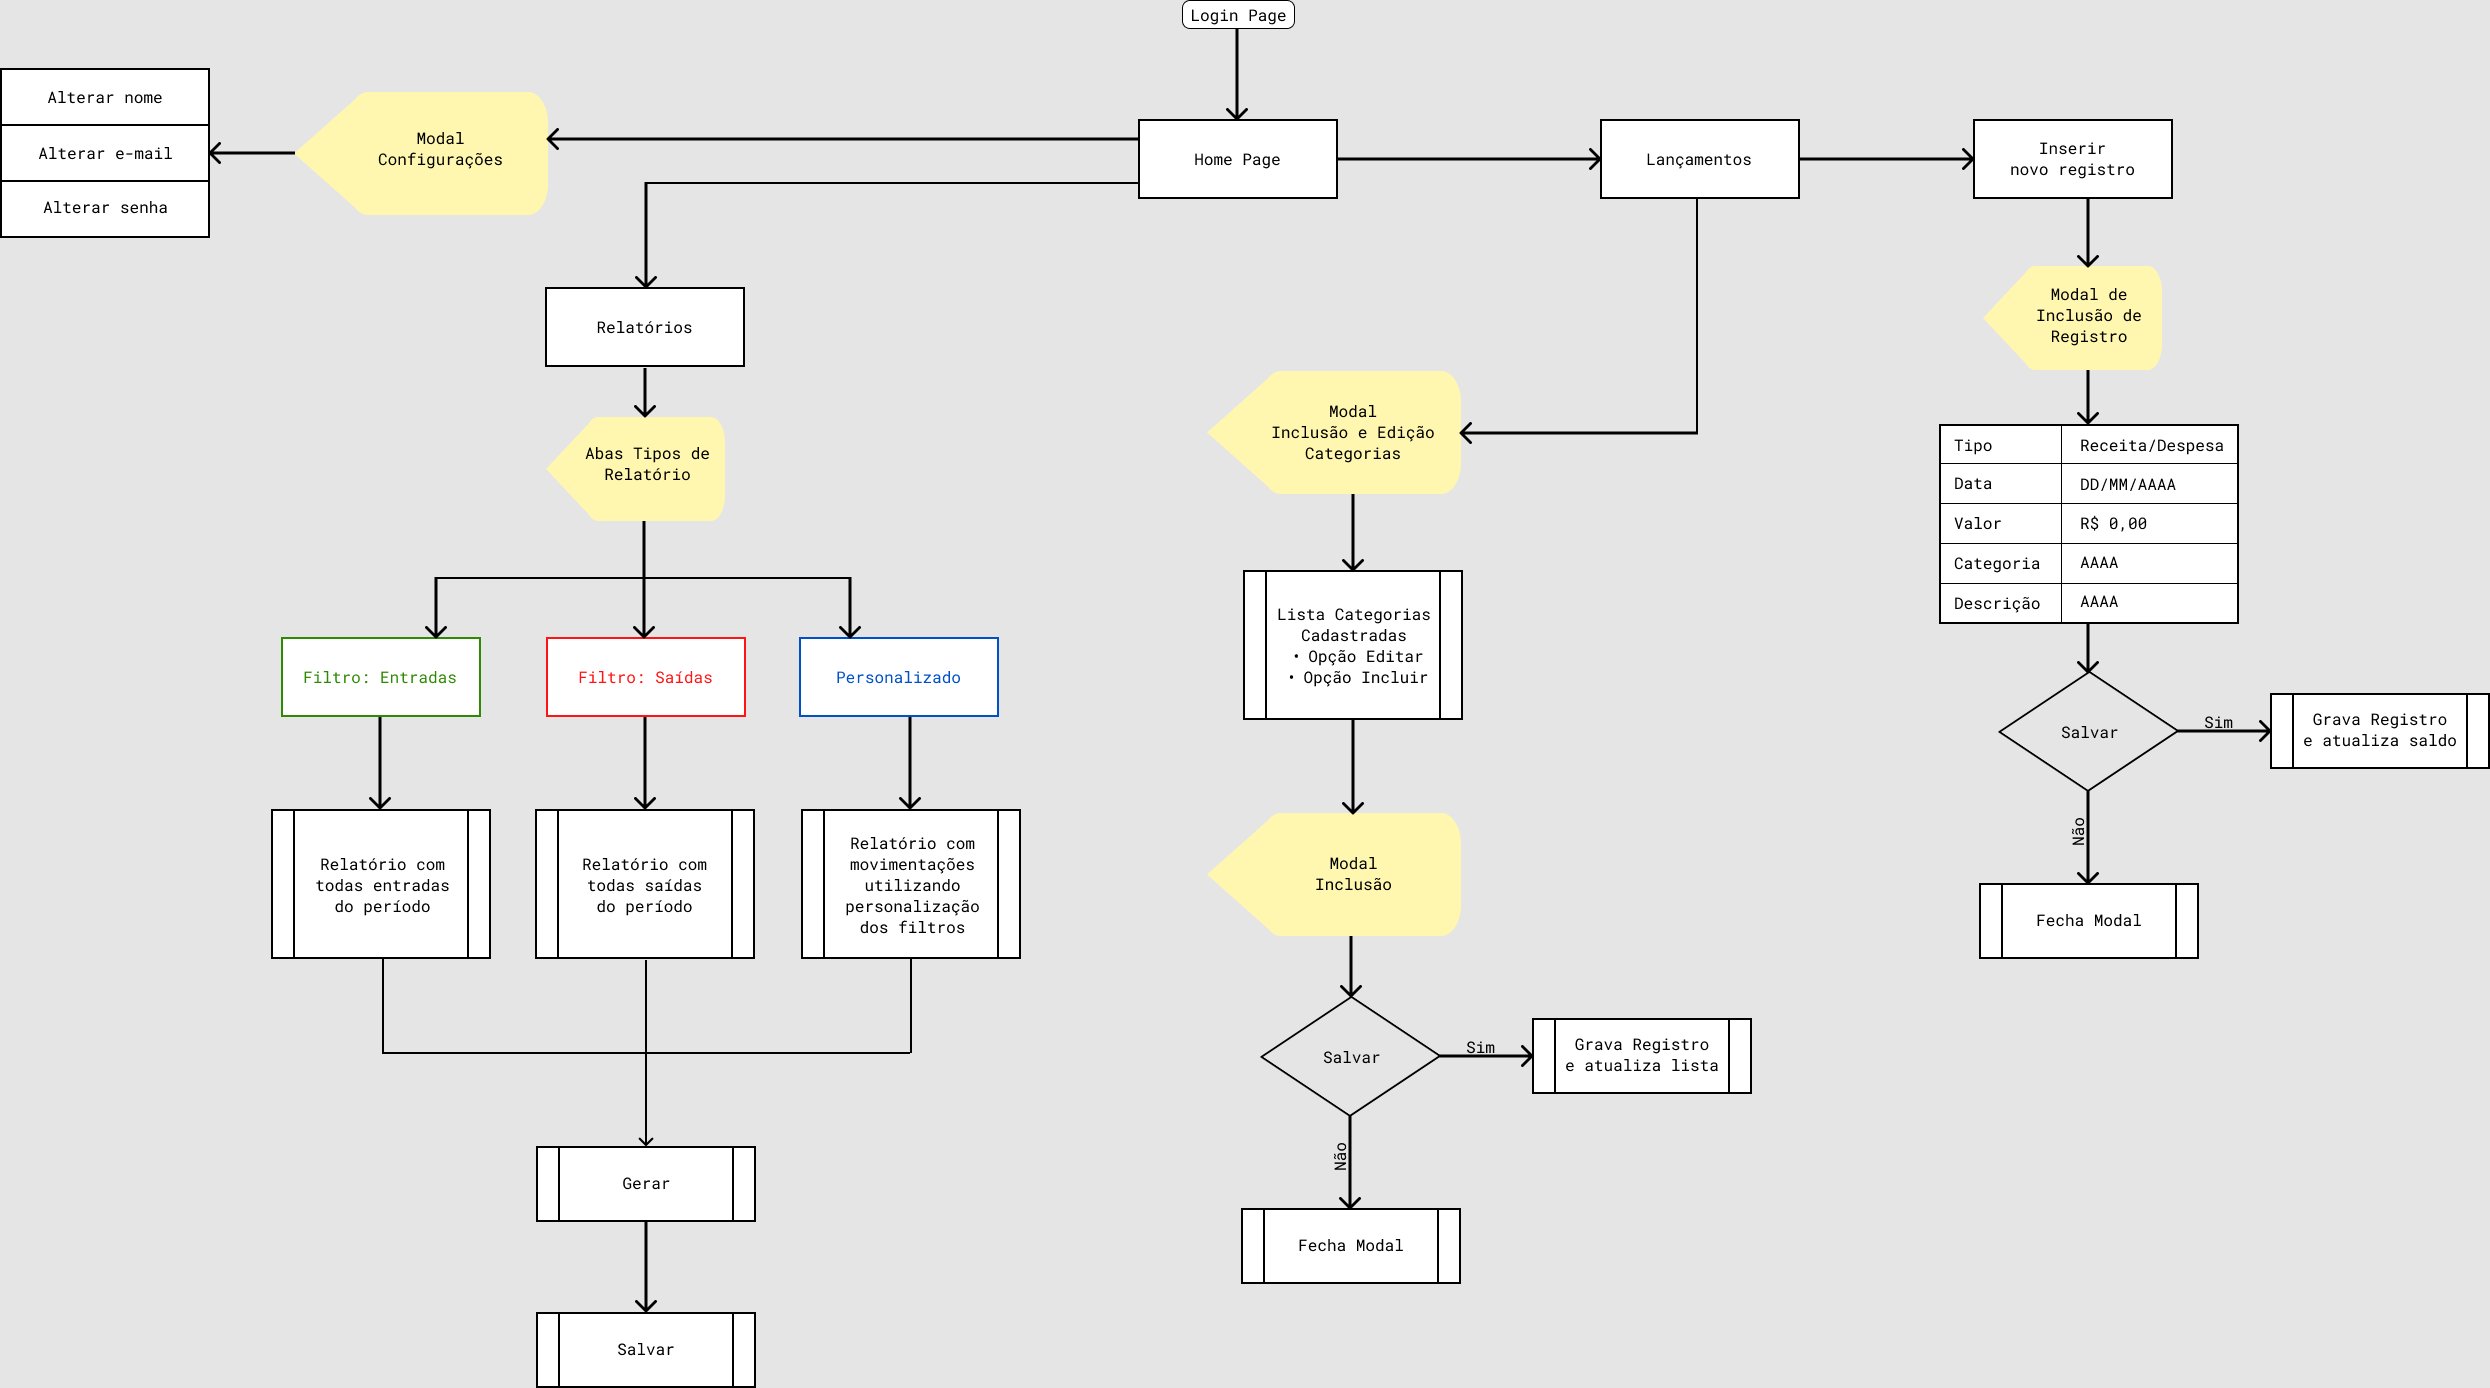 Login Page
Alterar nome
Alterar e-mail
Alterar senha
Modal
Configurações
Home Page
Lançamentos
Inserir
novo registro
Relatórios
Abas Tipos de
Relatório
Filtro: Entradas
Filtro: Saídas
Personalizado
Relatório com
todas entradas
do período
Relatório com
todas saídas
do período
Relatório com
movimentações
utilizando
personalização
dos filtros
Gerar
Salvar
Modal
Inclusão e Edição
Categorias
Lista Categorias
Cadastradas
• Opção Editar
• Opção Incluir
Modal
Inclusão
Salvar
Sim
Grava Registro
e atualiza lista
Não
Fecha Modal
Modal de
Inclusão de
Registro
Tipo Receita/Despesa
Data DD/MM/AAAA
Valor R$ 0,00
Categoria AAAA
Descrição AAAA
Salvar
Sim
Grava Registro
e atualiza saldo
Não
Fecha Modal